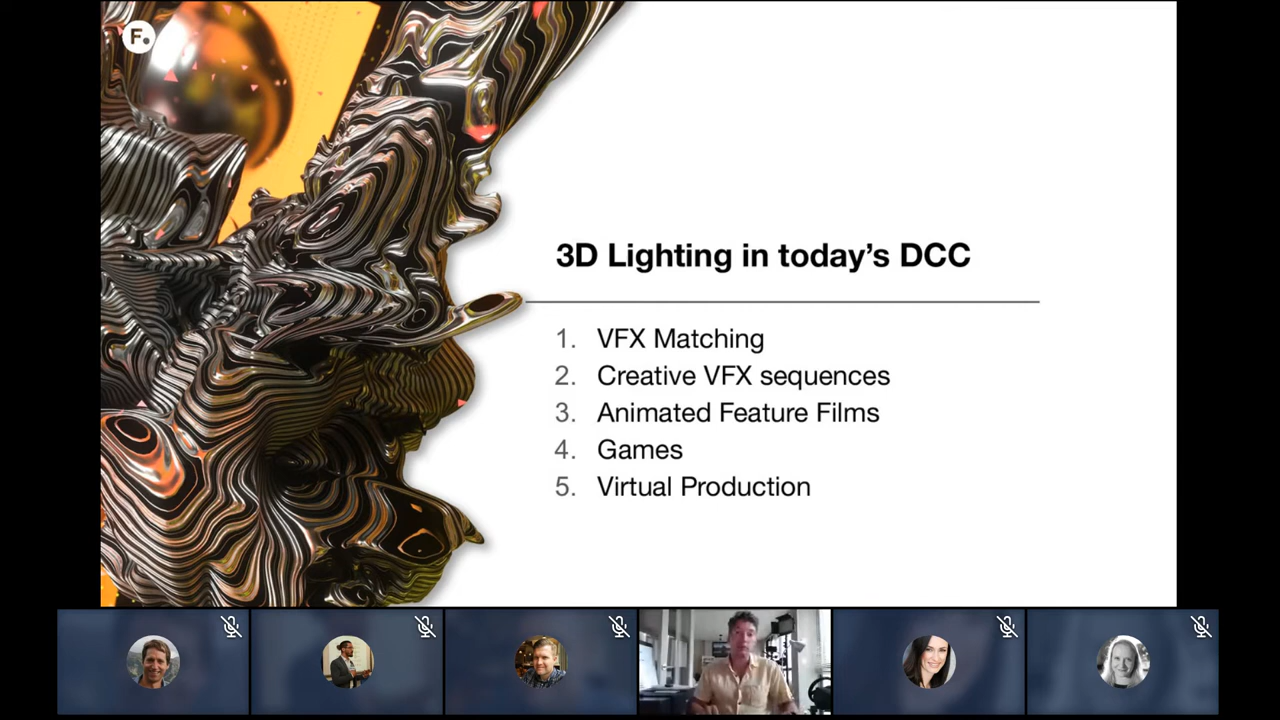 F.
3D Lighting in today’s DCC
1. VFX Matching
2. Creative VFX sequences
3. Animated Feature Films
4. Games
5. Virtual Production